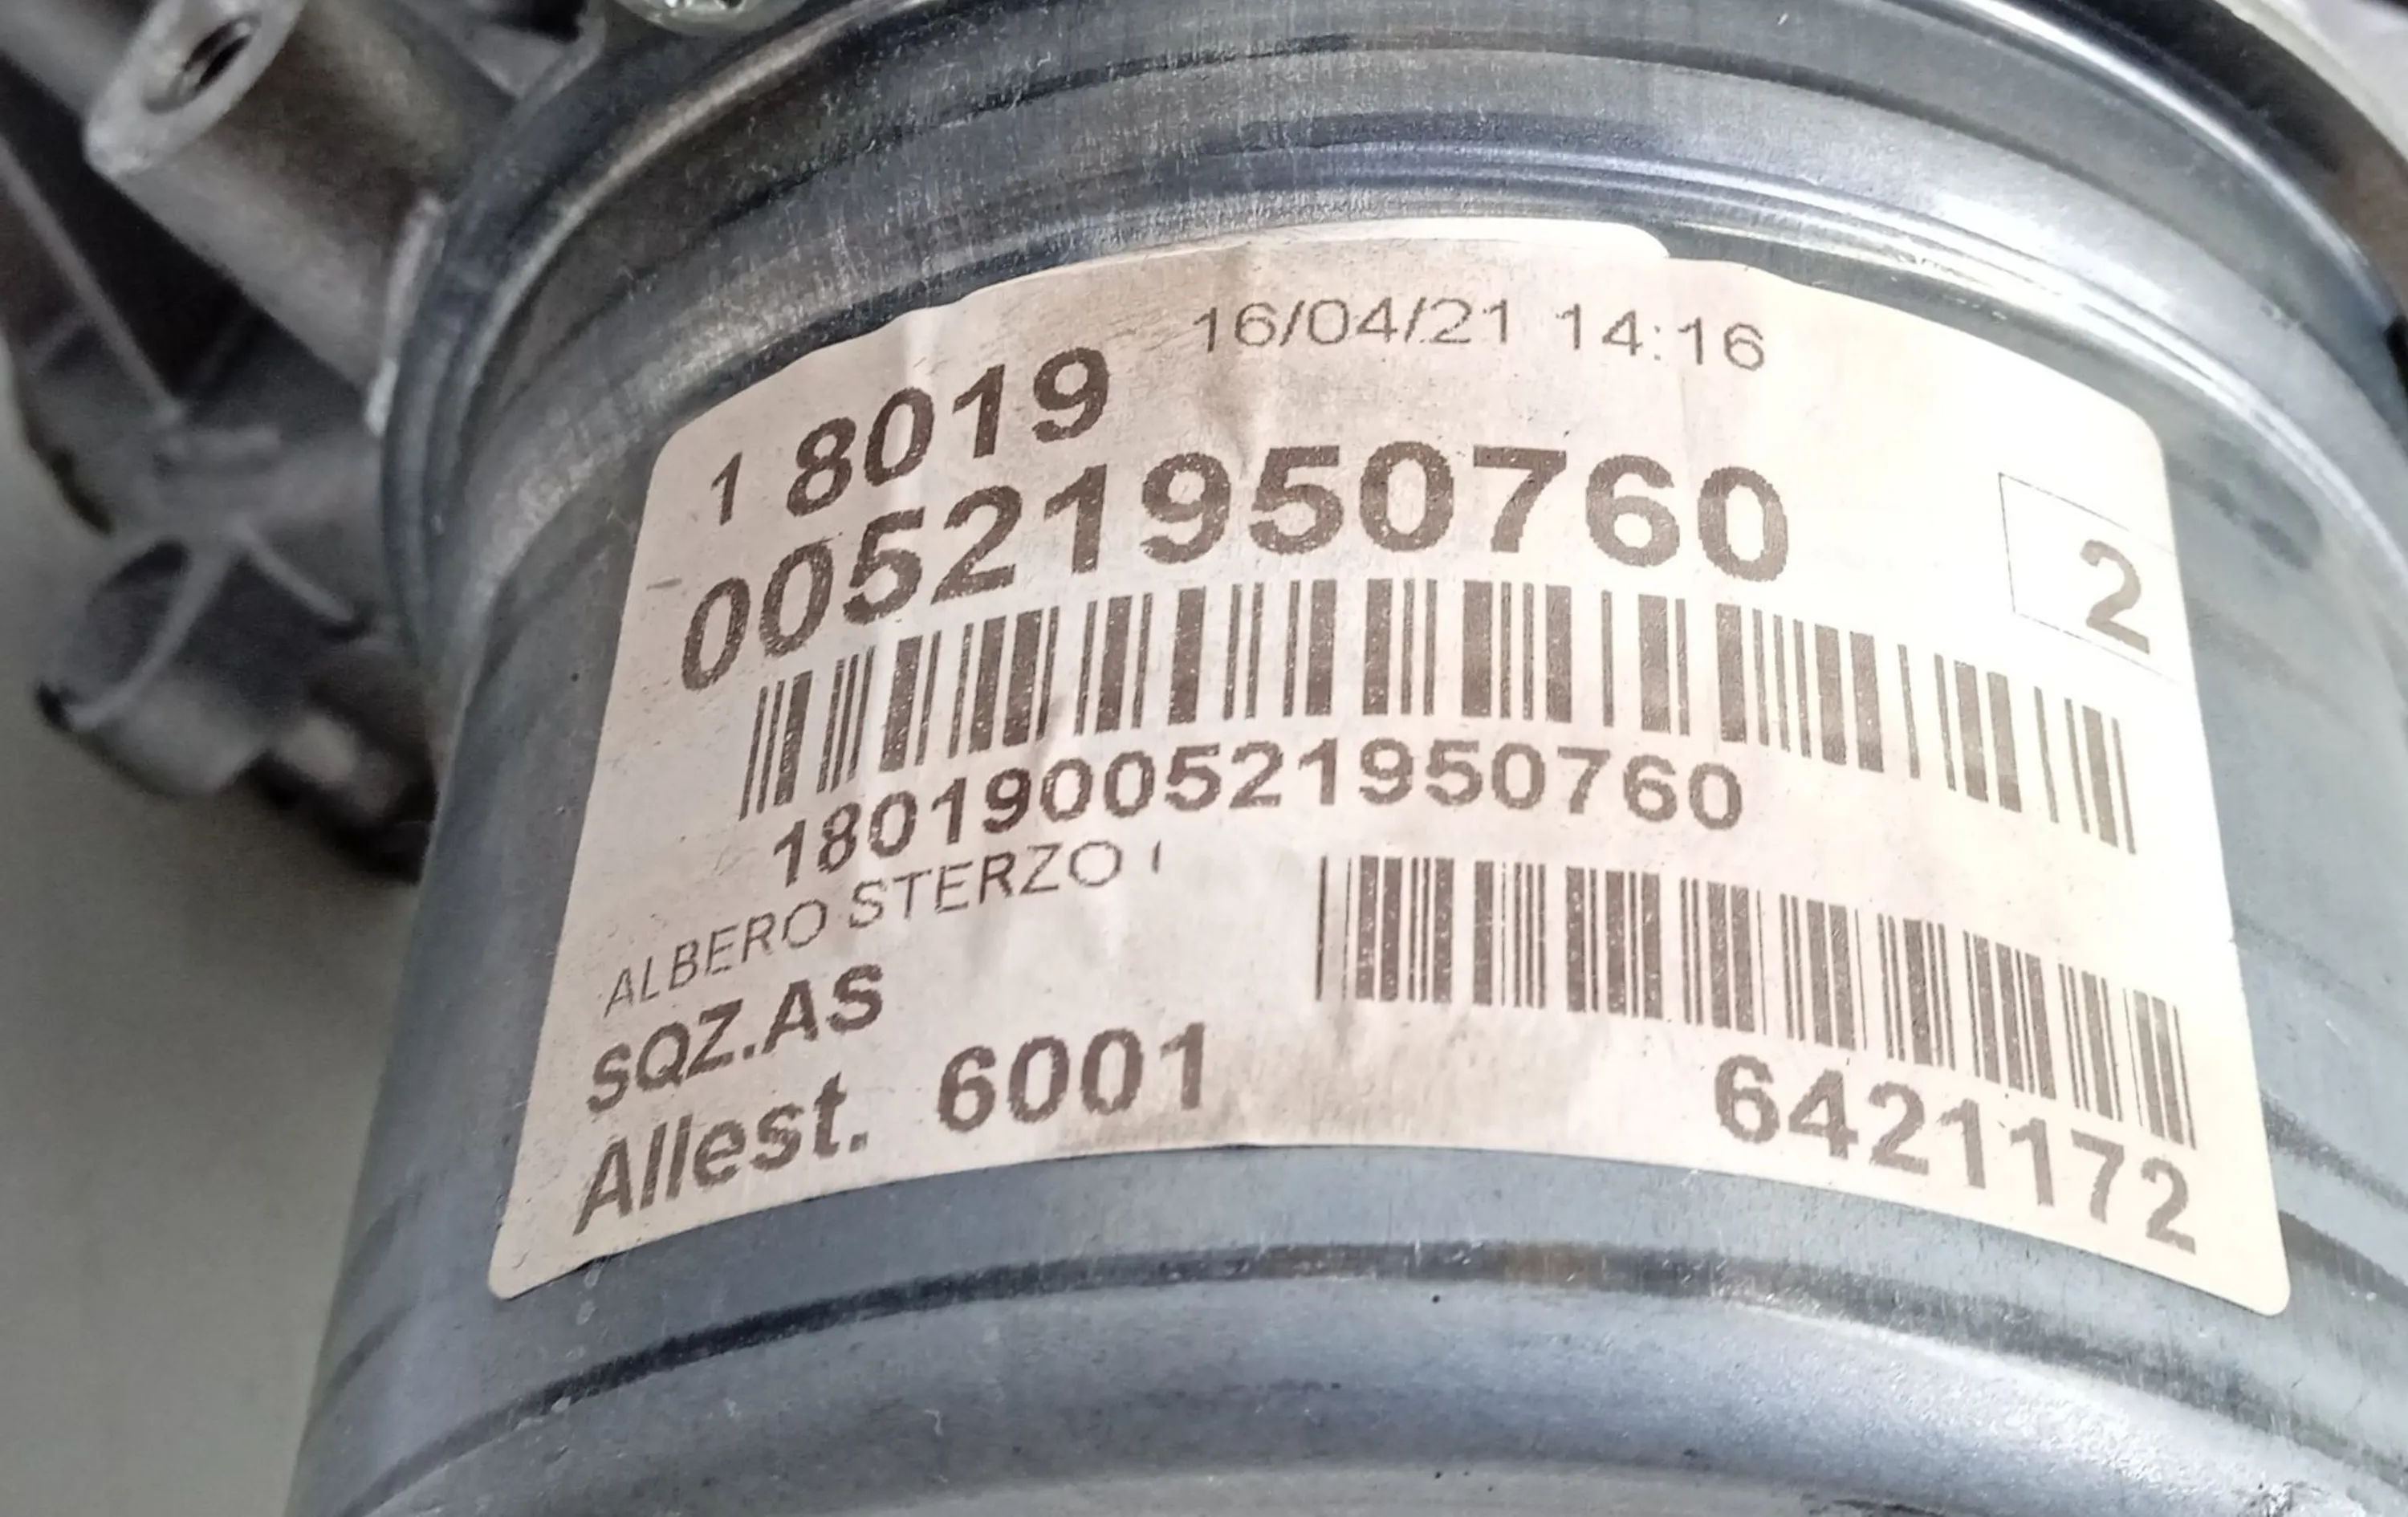 16/04/21 14:16
1 8019
00521950760
2
1801900521950760
ALBERO STERZO
SQZ.AS
Allest. 6001
6421172